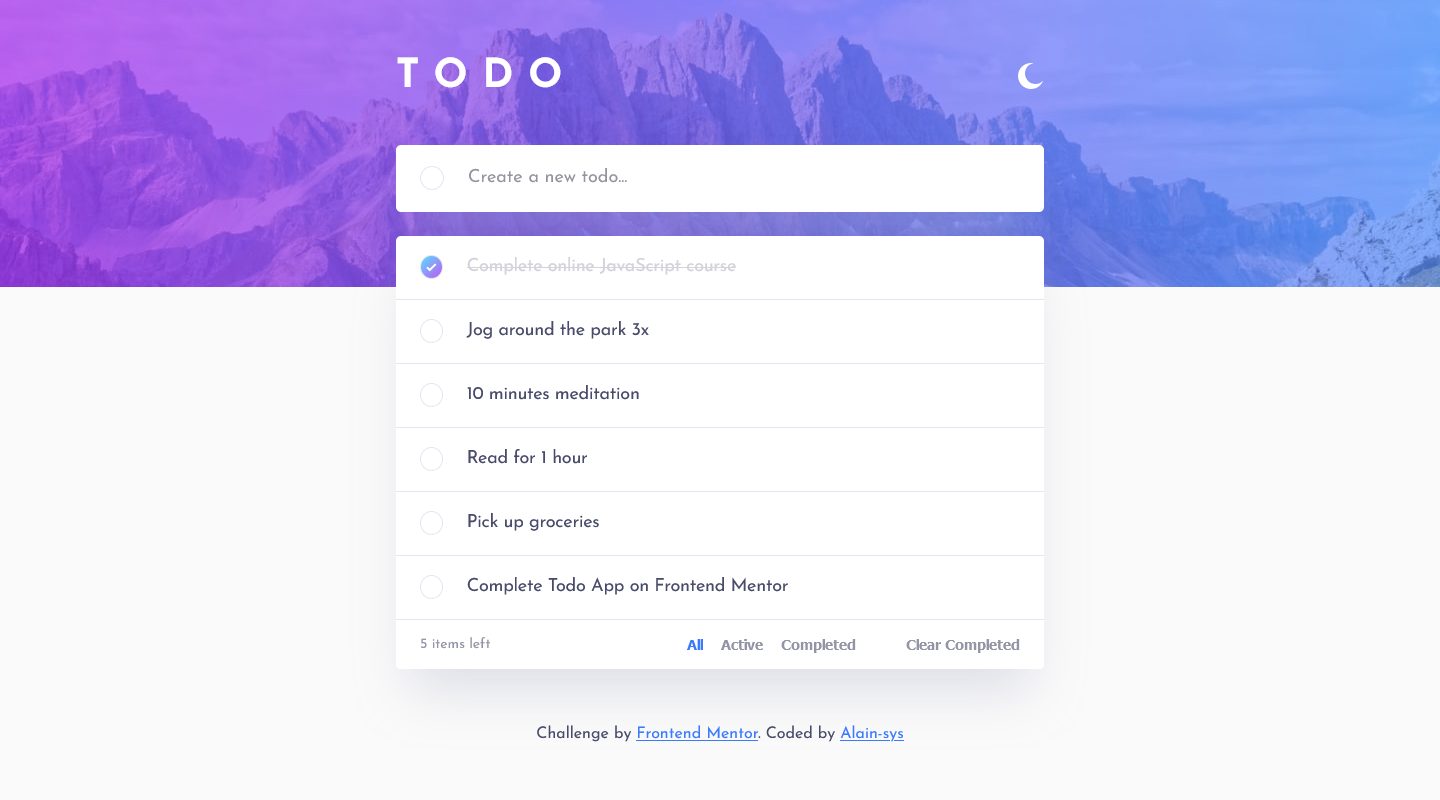 TODO
Create a new todo...
Complete online JavaScript course
Jog around the park 3x
10 minutes meditation
Read for 1 hour
Pick up groceries
Complete Todo App on Frontend Mentor
5 items left All Active Completed Clear Completed
Challenge by Frontend Mentor. Coded by Alain-sys